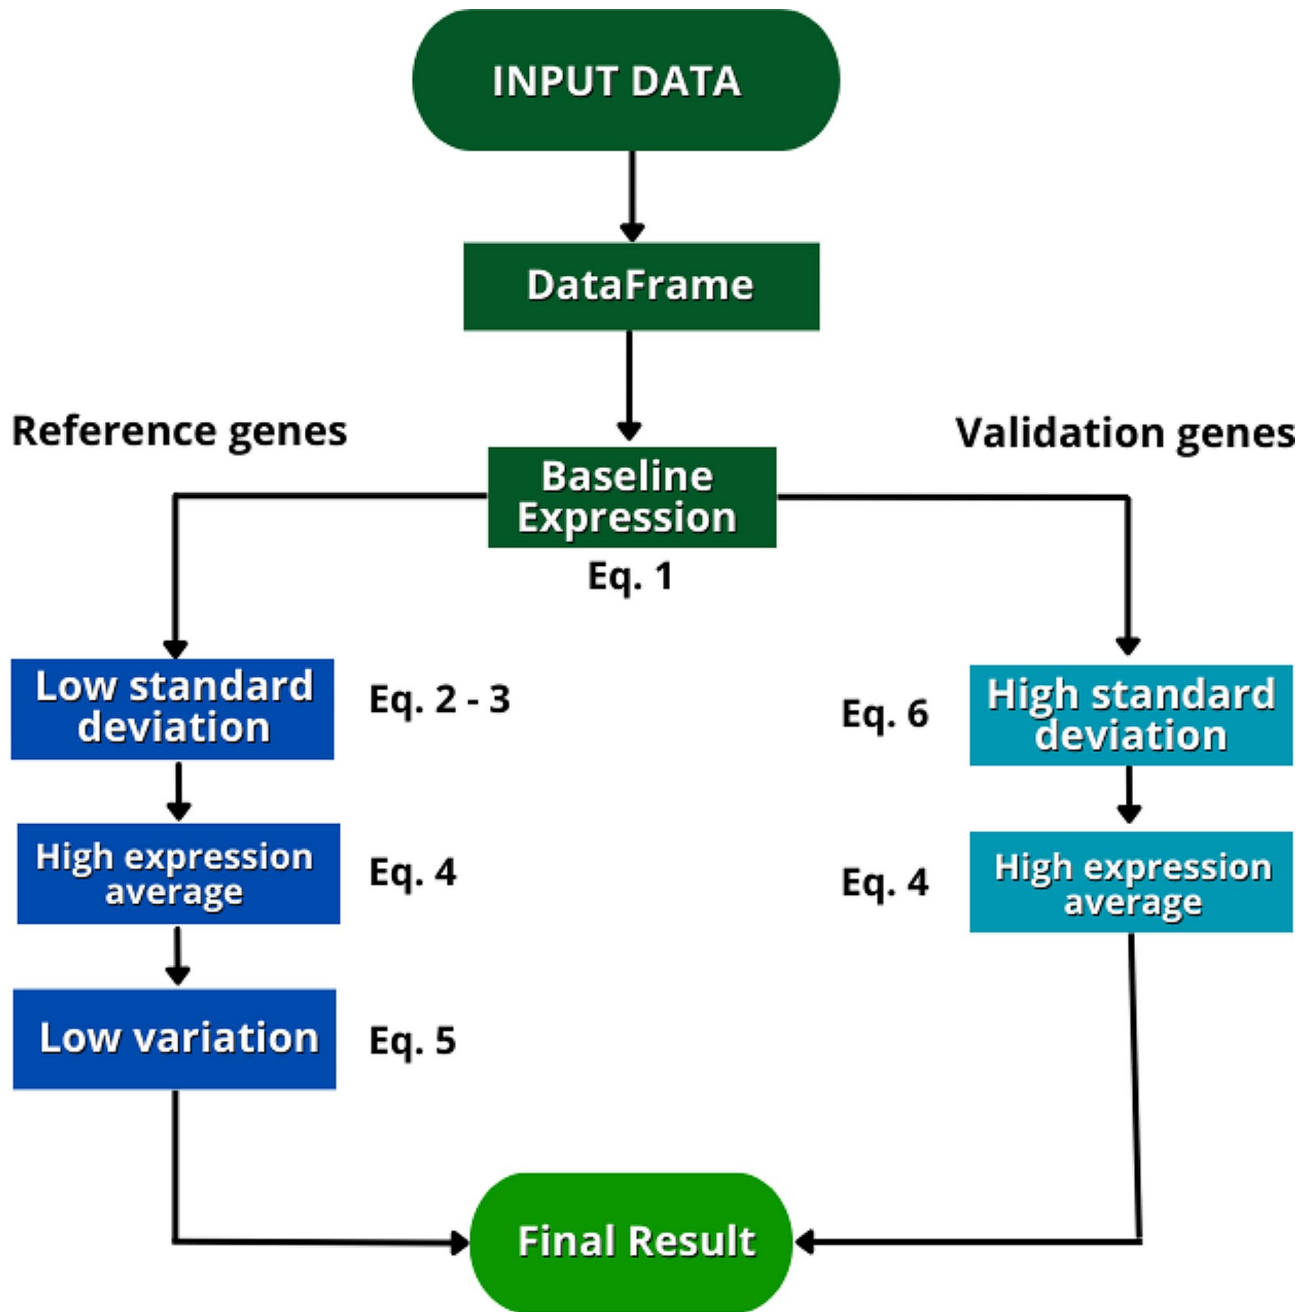 INPUT DATA
DataFrame
Reference genes
Validation genes
Baseline
Expression
Eq. 1
Low standard
deviation
Eq. 2 - 3
Eq. 6
High standard
deviation
High expression
average
Eq. 4
Eq. 4
High expression
average
Low variation
Eq. 5
Final Result